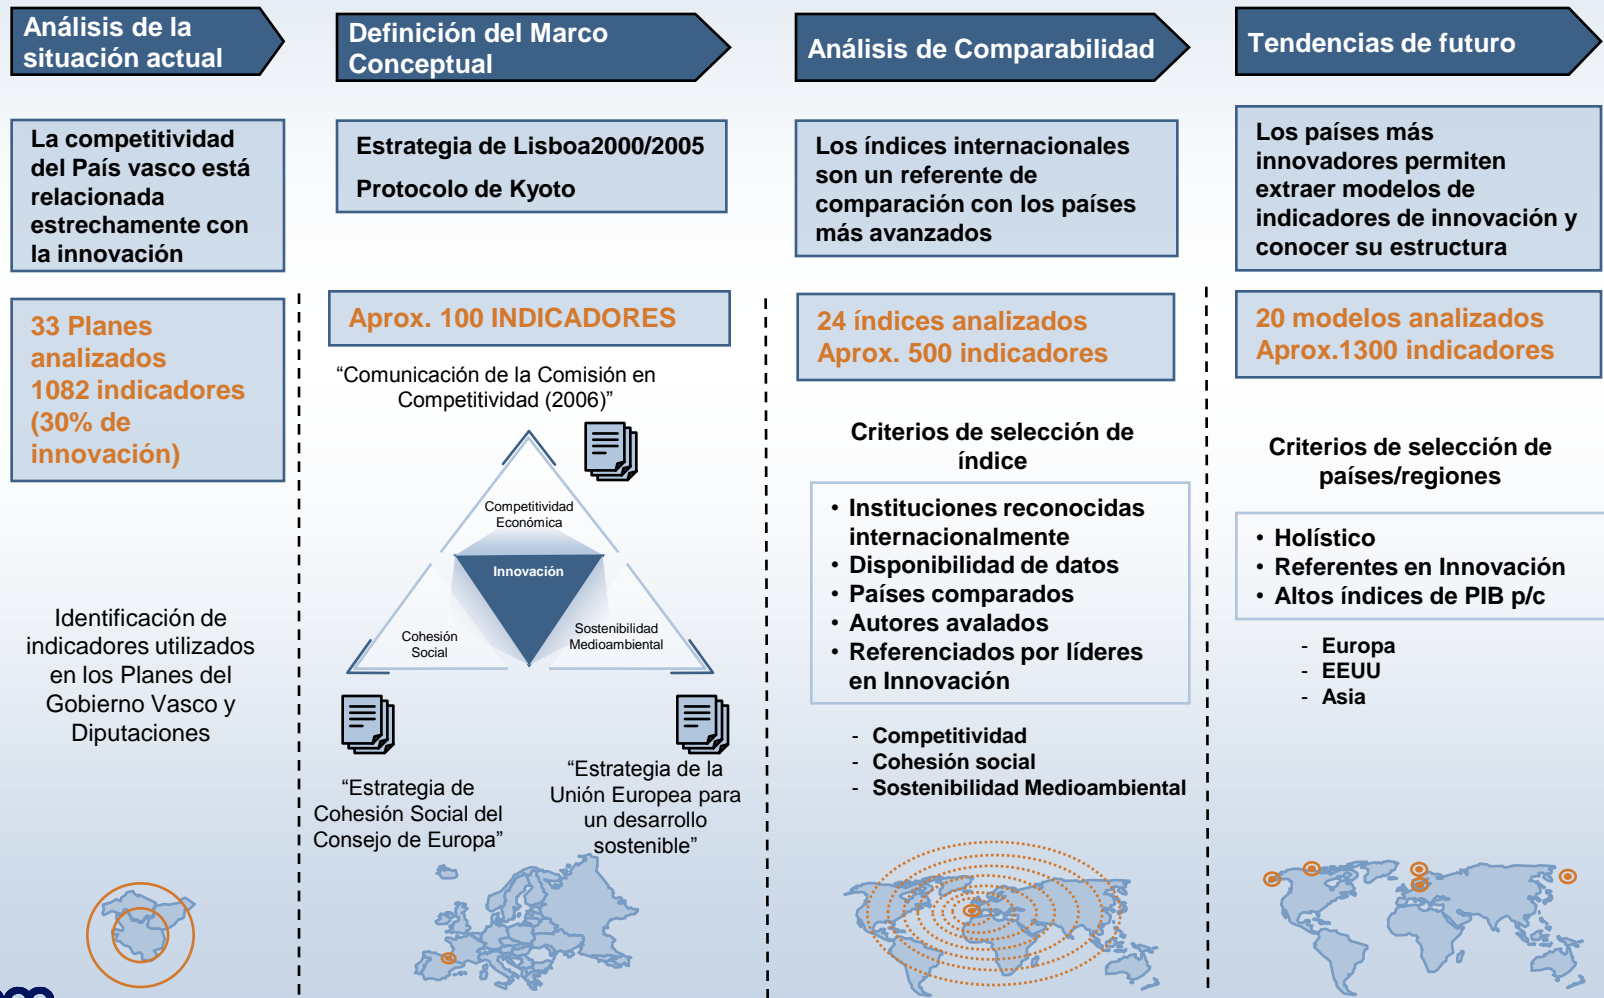 Análisis de la
situación actual
La competitividad
del País vasco está
relacionada
estrechamente con
la innovación
33 Planes
analizados
1082 indicadores
(30% de
innovación)
Identificación de
indicadores utilizados
en los Planes del
Gobierno Vasco y
Diputaciones
Definición del Marco
Conceptual
Estrategia de Lisboa2000/2005
Protocolo de Kyoto
Aprox. 100 INDICADORES
“Comunicación de la Comisión en
Competitividad (2006)”
Competitividad
Económica
Innovación
Cohesión
Social
Sostenibilidad
Medioambiental
“Estrategia de
Cohesión Social del
Consejo de Europa”
“Estrategia de la
Unión Europea para
un desarrollo
sostenible”
Análisis de Comparabilidad
Los índices internacionales
son un referente de
comparación con los países
más avanzados
24 índices analizados
Aprox. 500 indicadores
Criterios de selección de
índice
• Instituciones reconocidas
internacionalmente
• Disponibilidad de datos
• Países comparados
• Autores avalados
• Referenciados por líderes
en Innovación
- Competitividad
- Cohesión social
- Sostenibilidad Medioambiental
Tendencias de futuro
Los países más
innovadores permiten
extraer modelos de
indicadores de innovación y
conocer su estructura
20 modelos analizados
Aprox.1300 indicadores
Criterios de selección de
países/regiones
• Holístico
• Referentes en Innovación
• Altos índices de PIB p/c
- Europa
- EEUU
- Asia